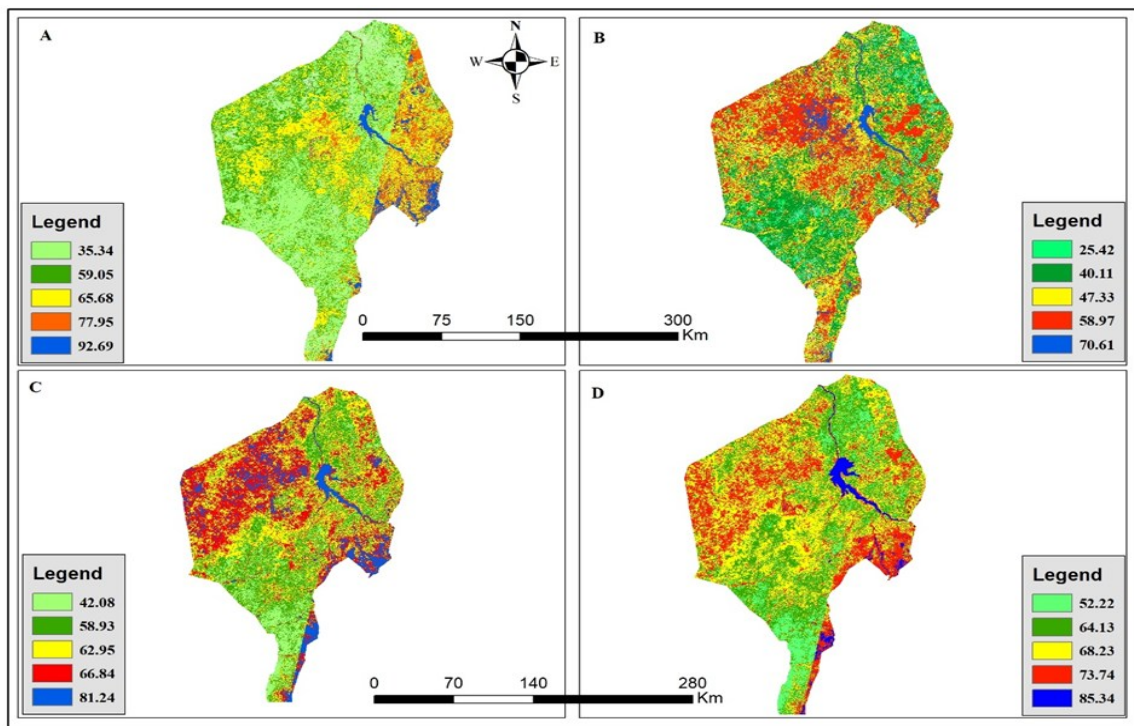 A
N
W E
S
Legend
35.34
59.05
65.68
77.95
92.69
0 75 150 300
Km
B
Legend
25.42
40.11
47.33
58.97
70.61
C
Legend
42.08
58.93
62.95
66.84
81.24
0 70 140 280
Km
D
Legend
52.22
64.13
68.23
73.74
85.34